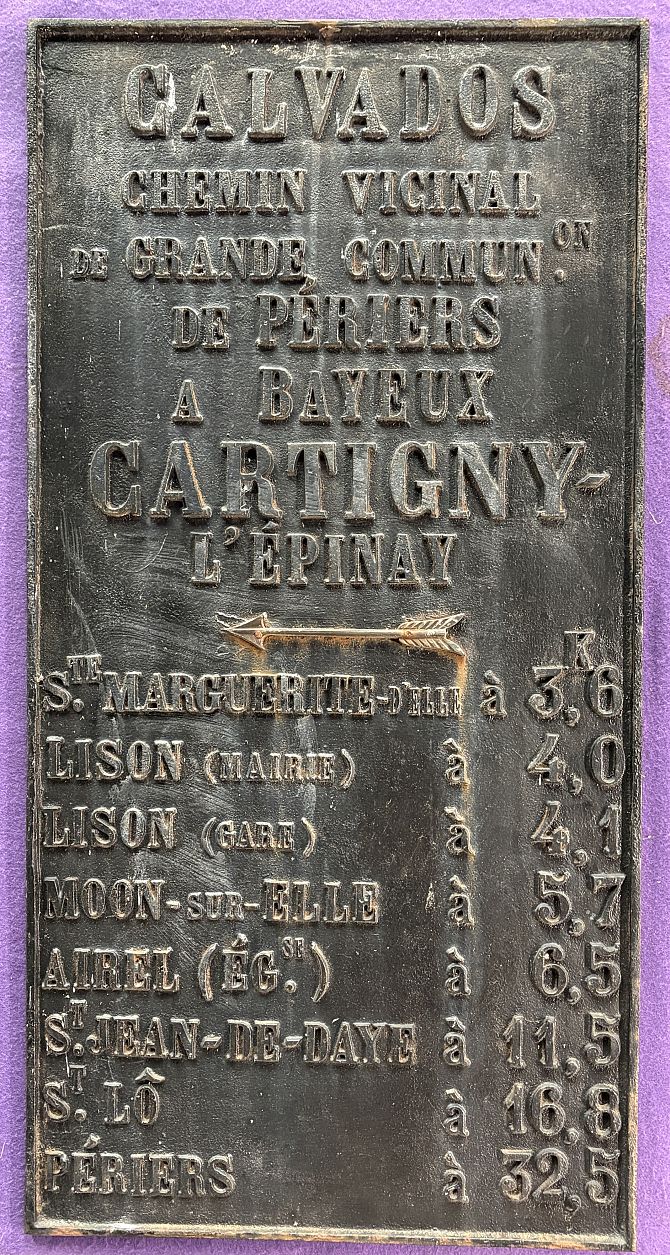 CALVADOS
CHEMIN VICINAL
DE GRANDE COMMUN.ON
DE PÉRIERS
A BAYEUX
CARTIGNY-
L'ÉPINAY
K
S.TE MARGUERITE-D'ELLE à 3,6
LISON (MAIRIE) à 4,0
LISON (GARE) à 4,1
MOON-SUR-ELLE à 5,7
AIREL (ÉG.SE) à 6,5
S.T JEAN-DE-DAYE à 11,5
S.T LÔ à 16,8
PÉRIERS à 32,5